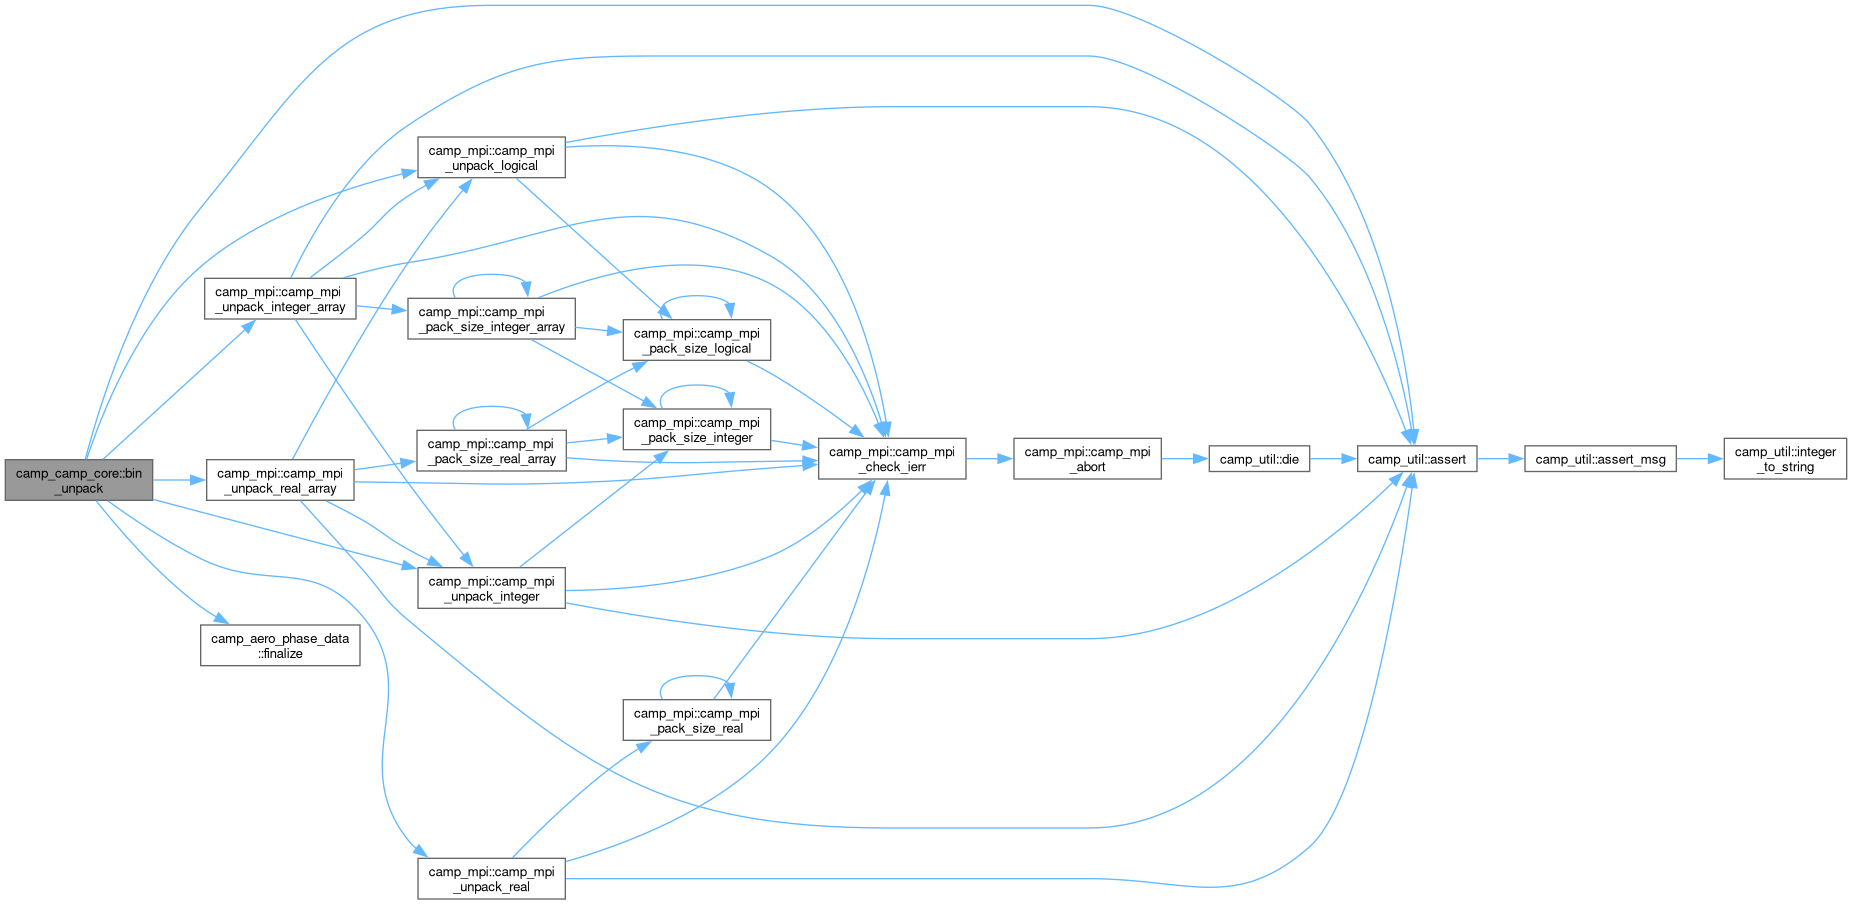 camp_camp_core::bin
_unpack
camp_mpi::camp_mpi
_unpack_logical
camp_mpi::camp_mpi
_unpack_integer_array
camp_mpi::camp_mpi
_pack_size_integer_array
camp_mpi::camp_mpi
_pack_size_logical
camp_mpi::camp_mpi
_pack_size_integer
camp_mpi::camp_mpi
_pack_size_real_array
camp_mpi::camp_mpi
_unpack_real_array
camp_mpi::camp_mpi
_check_ierr
camp_mpi::camp_mpi
_abort
camp_util::die
camp_util::assert
camp_util::assert_msg
camp_util::integer
_to_string
camp_mpi::camp_mpi
_unpack_integer
camp_aero_phase_data
::finalize
camp_mpi::camp_mpi
_pack_size_real
camp_mpi::camp_mpi
_unpack_real